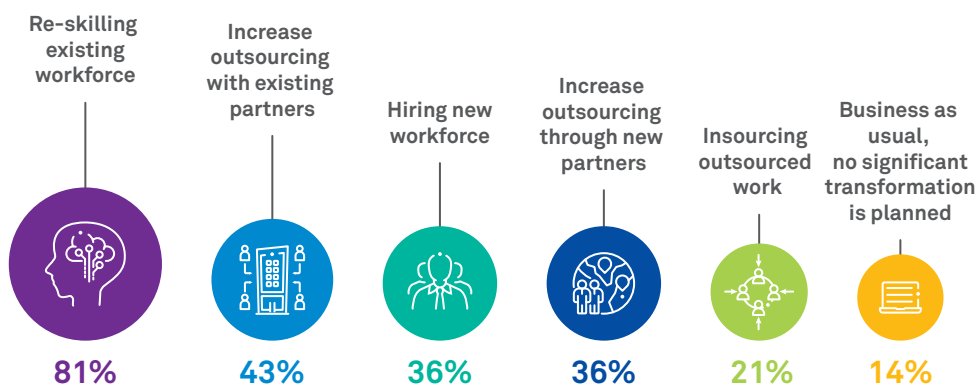 Re-skilling
existing
workforce
81%
Increase
outsourcing
with existing
partners
43%
Hiring new
workforce
36%
Increase
outsourcing
through new
partners
36%
Insourcing
outsourced
work
21%
Business as
usual,
no significant
transformation
is planned
14%